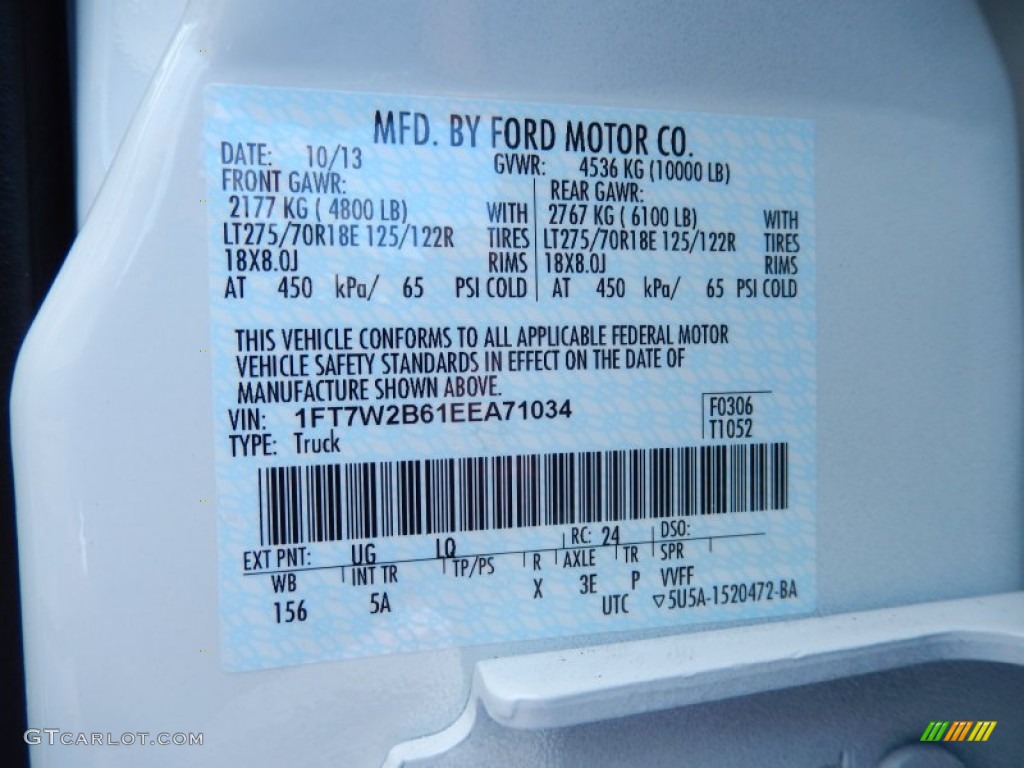 MFD. BY FORD MOTOR CO.
DATE: 10/13 GVWR: 4536 KG (10000 LB)
FRONT GAWR: REAR GAWR:
2177 KG ( 4800 LB) WITH 2767 KG ( 6100 LB) WITH
LT275/70R18E 125/122R TIRES LT275/70R18E 125/122R TIRES
18X8.0J RIMS 18X8.0J RIMS
AT 450 kPa/ 65 PSI COLD AT 450 kPa/ 65 PSI COLD
THIS VEHICLE CONFORMS TO ALL APPLICABLE FEDERAL MOTOR
VEHICLE SAFETY STANDARDS IN EFFECT ON THE DATE OF
MANUFACTURE SHOWN ABOVE.
VIN: 1FT7W2B61EEA71034 F0306
TYPE: Truck T1052
EXT PNT: UG LQ RC: 24 DSO:
WB INT TR TP/PS R AXLE TR SPR
156 5A X 3E P VVFF
UTC ▽5U5A-1520472-BA
GTCARLOT.COM